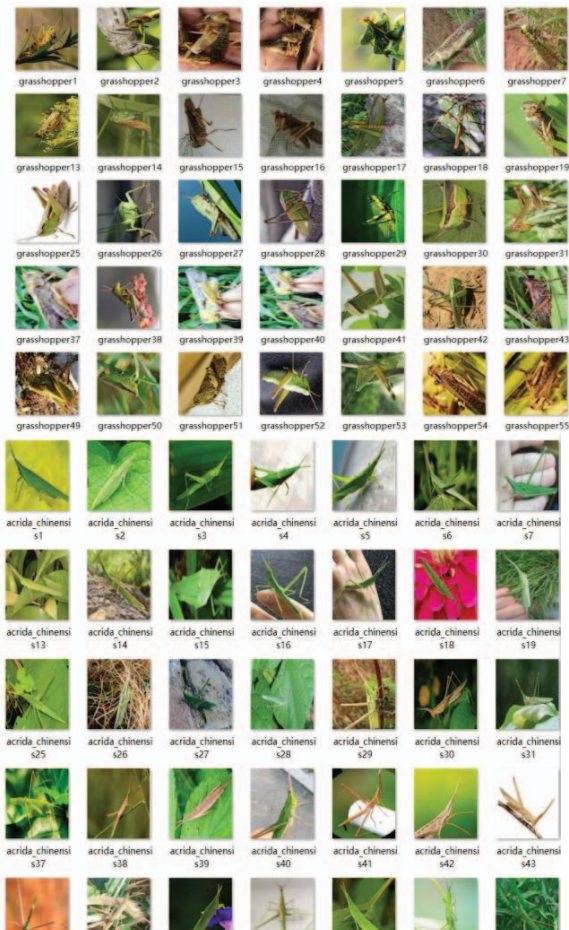 grasshopper1 grasshopper2 grasshopper3 grasshopper4 grasshopper5 grasshopper6 grasshopper7
grasshopper13 grasshopper14 grasshopper15 grasshopper16 grasshopper17 grasshopper18 grasshopper19
grasshopper25 grasshopper26 grasshopper27 grasshopper28 grasshopper29 grasshopper30 grasshopper31
grasshopper37 grasshopper38 grasshopper39 grasshopper40 grasshopper41 grasshopper42 grasshopper43
grasshopper49 grasshopper50 grasshopper51 grasshopper52 grasshopper53 grasshopper54 grasshopper55
acrida_chinensi acrida_chinensi acrida_chinensi acrida_chinensi acrida_chinensi acrida_chinensi acrida_chinensi
s1 s2 s3 s4 s5 s6 s7
acrida_chinensi acrida_chinensi acrida_chinensi acrida_chinensi acrida_chinensi acrida_chinensi acrida_chinensi
s13 s14 s15 s16 s17 s18 s19
acrida_chinensi acrida_chinensi acrida_chinensi acrida_chinensi acrida_chinensi acrida_chinensi acrida_chinensi
s25 s26 s27 s28 s29 s30 s31
acrida_chinensi acrida_chinensi acrida_chinensi acrida_chinensi acrida_chinensi acrida_chinensi acrida_chinensi
s37 s38 s39 s40 s41 s42 s43